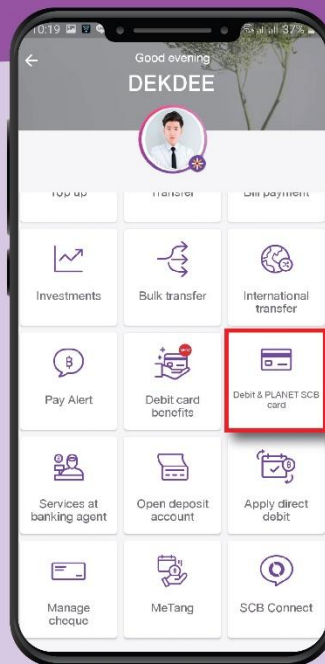 10:19
37%
Good evening
DEKDEE
Top up
Transfer
Bill payment
Investments
Bulk transfer
International
transfer
Pay Alert
Debit card
benefits
Debit & PLANET SCB
card
Services at
banking agent
Open deposit
account
Apply direct
debit
Manage
cheque
MeTang
SCB Connect